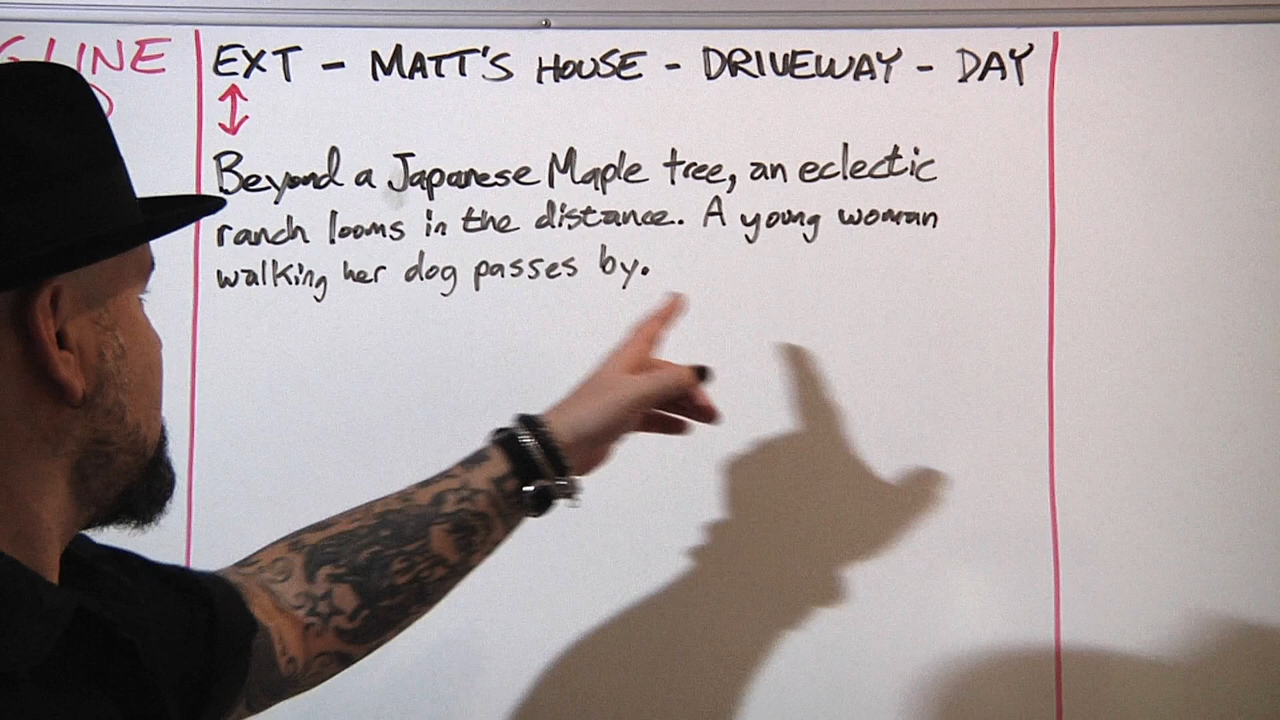 LINE
EXT - MATT'S HOUSE - DRIVEWAY - DAY
Beyond a Japanese Maple tree, an eclectic
ranch looms in the distance. A young woman
walking her dog passes by.